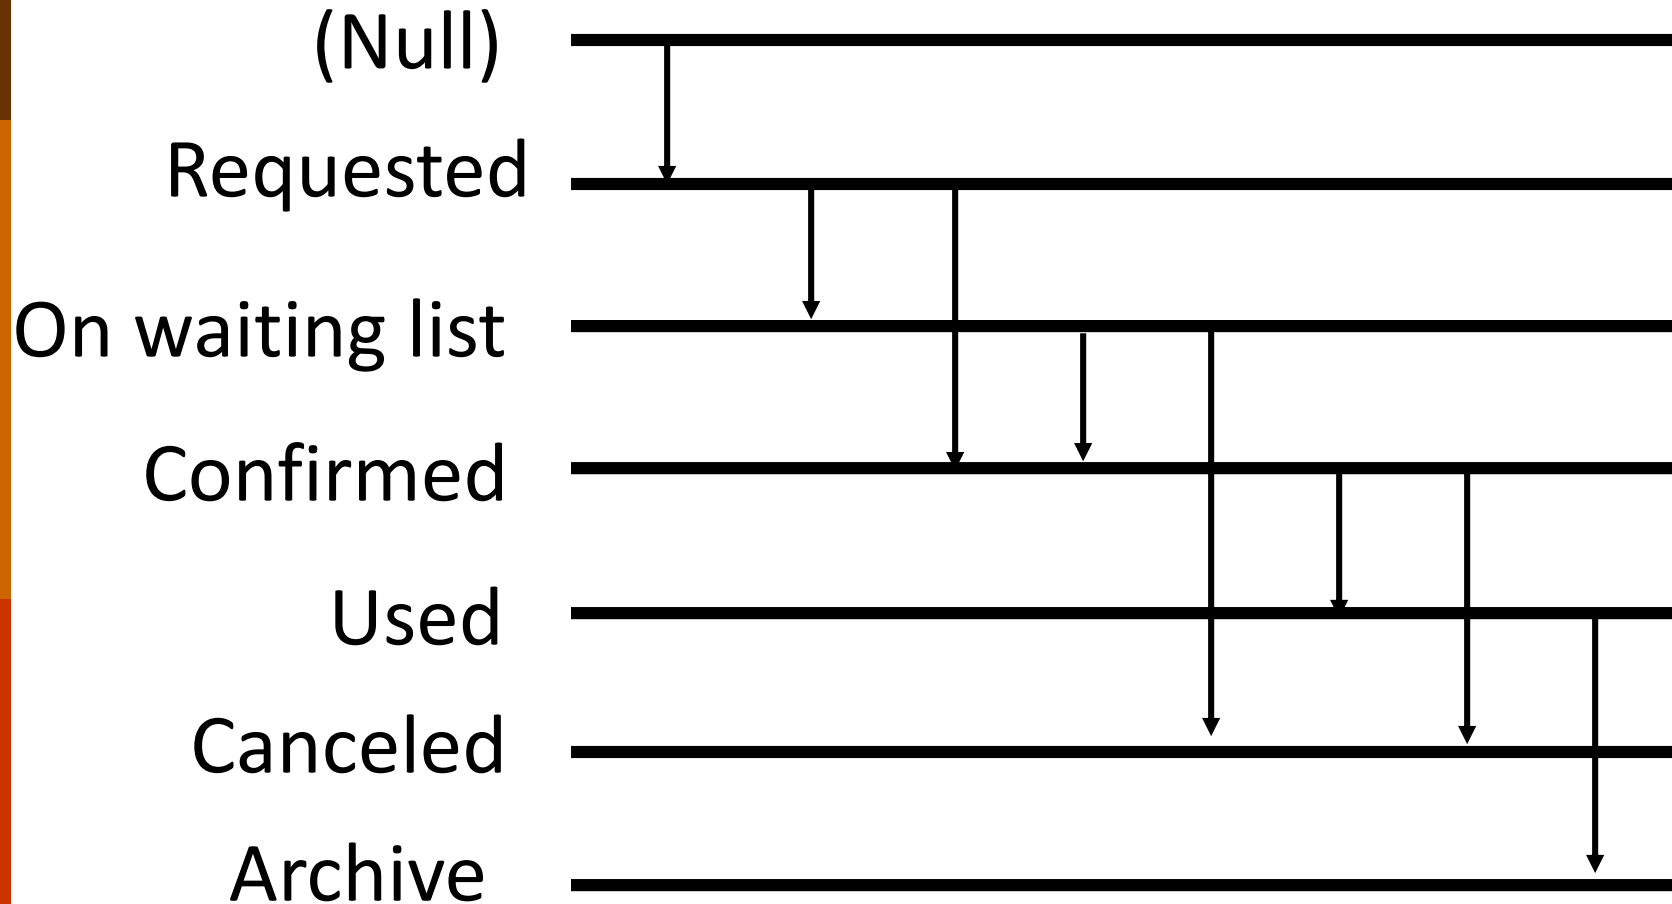 (Null)
Requested
On waiting list
Confirmed
Used
Canceled
Archive